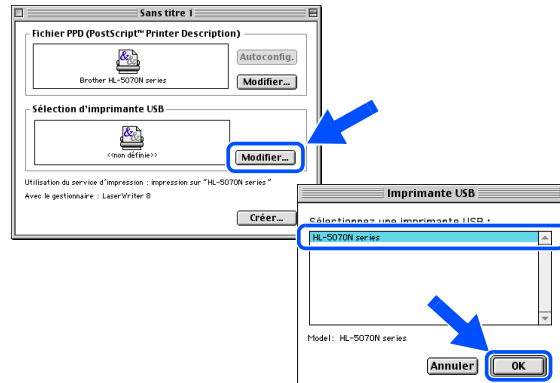 Sans titre 1
Fichier PPD (PostScript™ Printer Description)
Autoconfig.
Brother HL-5070N series
Modifier...
Sélection d'imprimante USB
<<non définie>>
Modifier...
Utilisation du service d'impression : impression sur "HL-5070N series"
Avec le gestionnaire : LaserWriter 8
Créer...
Imprimante USB
Sélectionnez une imprimante USB :
HL-5070N series
Model: HL-5070N series
Annuler
OK